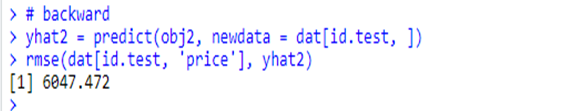 > # backward
> yhat2 = predict(obj2, newdata = dat[id.test, ])
> rmse(dat[id.test, 'price'], yhat2)
[1] 6047.472
>